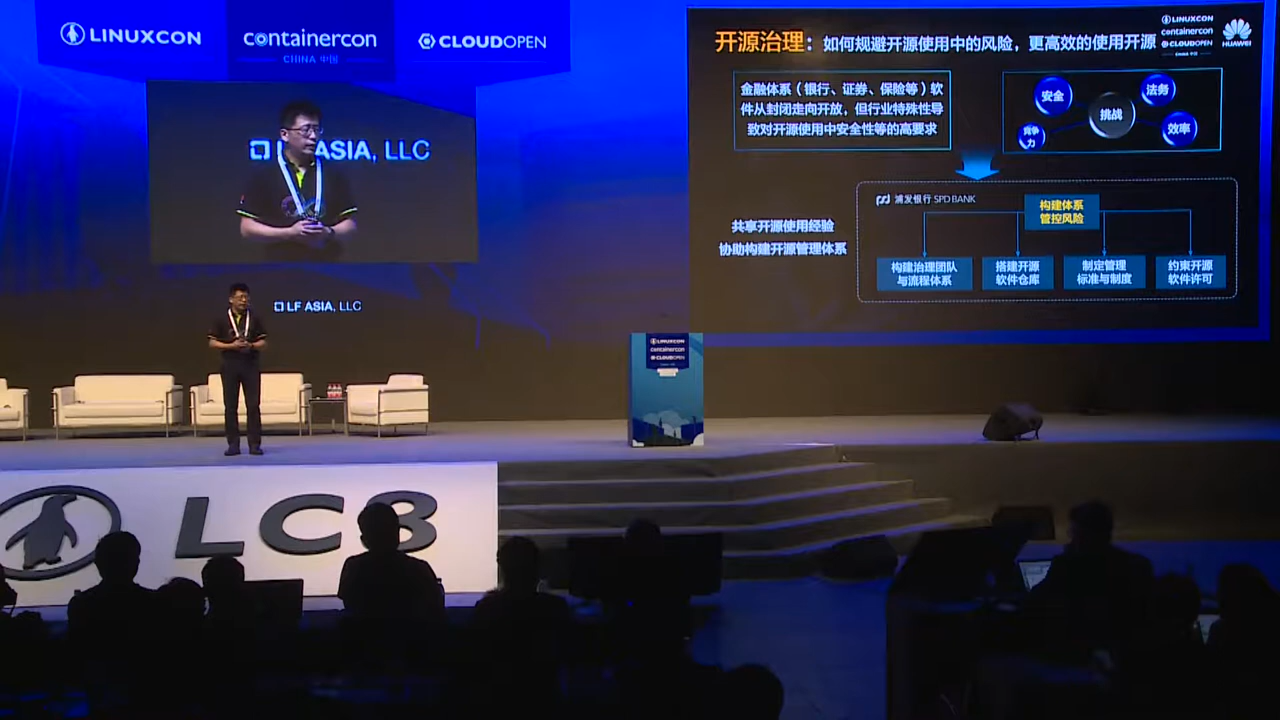 LINUXCON
containercon
CHINA 中国
CLOUDOPEN
LF ASIA, LLC
LF ASIA, LLC
开源治理：如何规避开源使用中的风险，更高效的使用开源
LINUXCON
containercon
CLOUDOPEN
HUAWEI
金融体系（银行、证券、保险等）软
件从封闭走向开放，但行业特殊性导
致对开源使用中安全性等的高要求
安全
法务
挑战
竞争
力
效率
浦发银行 SPD BANK
构建体系
管控风险
共享开源使用经验
协助构建开源管理体系
构建治理团队
与流程体系
搭建开源
软件仓库
制定管理
标准与制度
约束开源
软件许可
LINUXCON
containercon
CLOUDOPEN
LC3